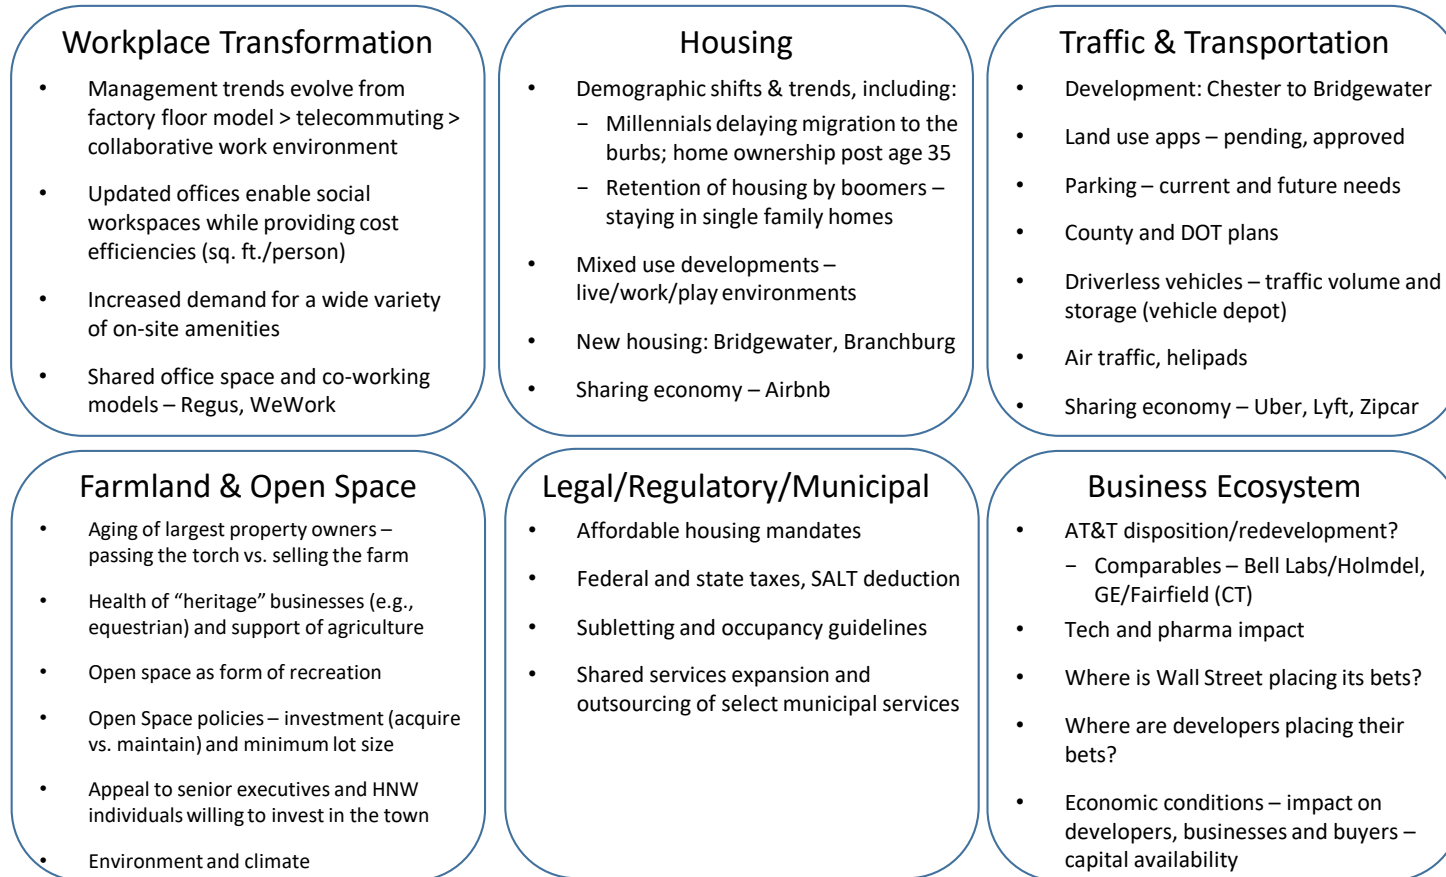 Workplace Transformation
• Management trends evolve from
factory floor model > telecommuting >
collaborative work environment
• Updated offices enable social
workspaces while providing cost
efficiencies (sq. ft./person)
• Increased demand for a wide variety
of on-site amenities
• Shared office space and co-working
models – Regus, WeWork
Housing
• Demographic shifts & trends, including:
− Millennials delaying migration to the
burbs; home ownership post age 35
− Retention of housing by boomers –
staying in single family homes
• Mixed use developments –
live/work/play environments
• New housing: Bridgewater, Branchburg
• Sharing economy – Airbnb
Traffic & Transportation
• Development: Chester to Bridgewater
• Land use apps – pending, approved
• Parking – current and future needs
• County and DOT plans
• Driverless vehicles – traffic volume and
storage (vehicle depot)
• Air traffic, helipads
• Sharing economy – Uber, Lyft, Zipcar
Farmland & Open Space
• Aging of largest property owners –
passing the torch vs. selling the farm
• Health of “heritage” businesses (e.g.,
equestrian) and support of agriculture
• Open space as form of recreation
• Open Space policies – investment (acquire
vs. maintain) and minimum lot size
• Appeal to senior executives and HNW
individuals willing to invest in the town
• Environment and climate
Legal/Regulatory/Municipal
• Affordable housing mandates
• Federal and state taxes, SALT deduction
• Subletting and occupancy guidelines
• Shared services expansion and
outsourcing of select municipal services
Business Ecosystem
• AT&T disposition/redevelopment?
− Comparables – Bell Labs/Holmdel,
GE/Fairfield (CT)
• Tech and pharma impact
• Where is Wall Street placing its bets?
• Where are developers placing their
bets?
• Economic conditions – impact on
developers, businesses and buyers –
capital availability